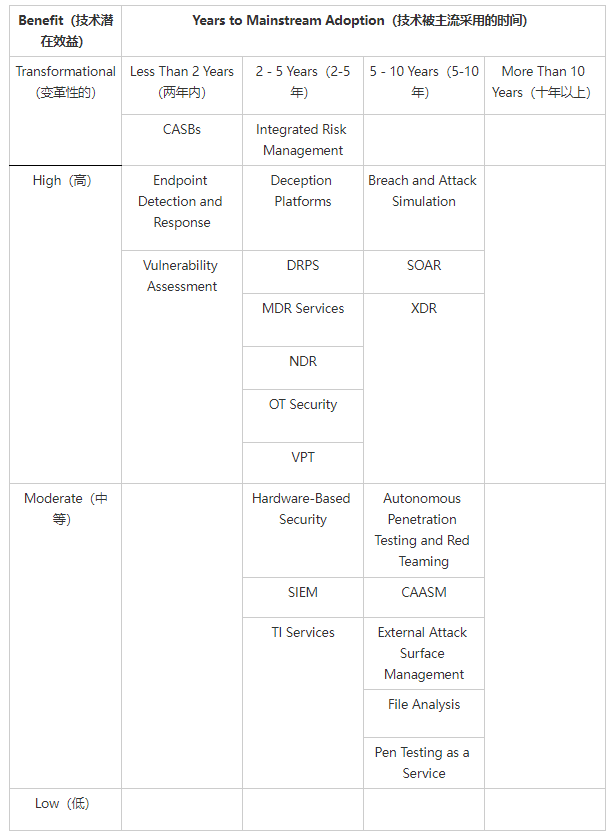 Benefit（技术潜
在效益)
Years to Mainstream Adoption（技术被主流采用的时间)
Transformational
（变革性的）
Less Than 2 Years
（两年内）
2 - 5 Years（2-5
年）
5 - 10 Years（5-10
年）
More Than 10
Years（十年以上）
CASBs
Integrated Risk
Management
High（高）
Endpoint
Detection and
Response
Deception
Platforms
Breach and Attack
Simulation
Vulnerability
Assessment
DRPS
SOAR
MDR Services
XDR
NDR
OT Security
VPT
Moderate（中
等）
Hardware-Based
Security
Autonomous
Penetration
Testing and Red
Teaming
SIEM
CAASM
TI Services
External Attack
Surface
Management
File Analysis
Pen Testing as a
Service
Low（低）